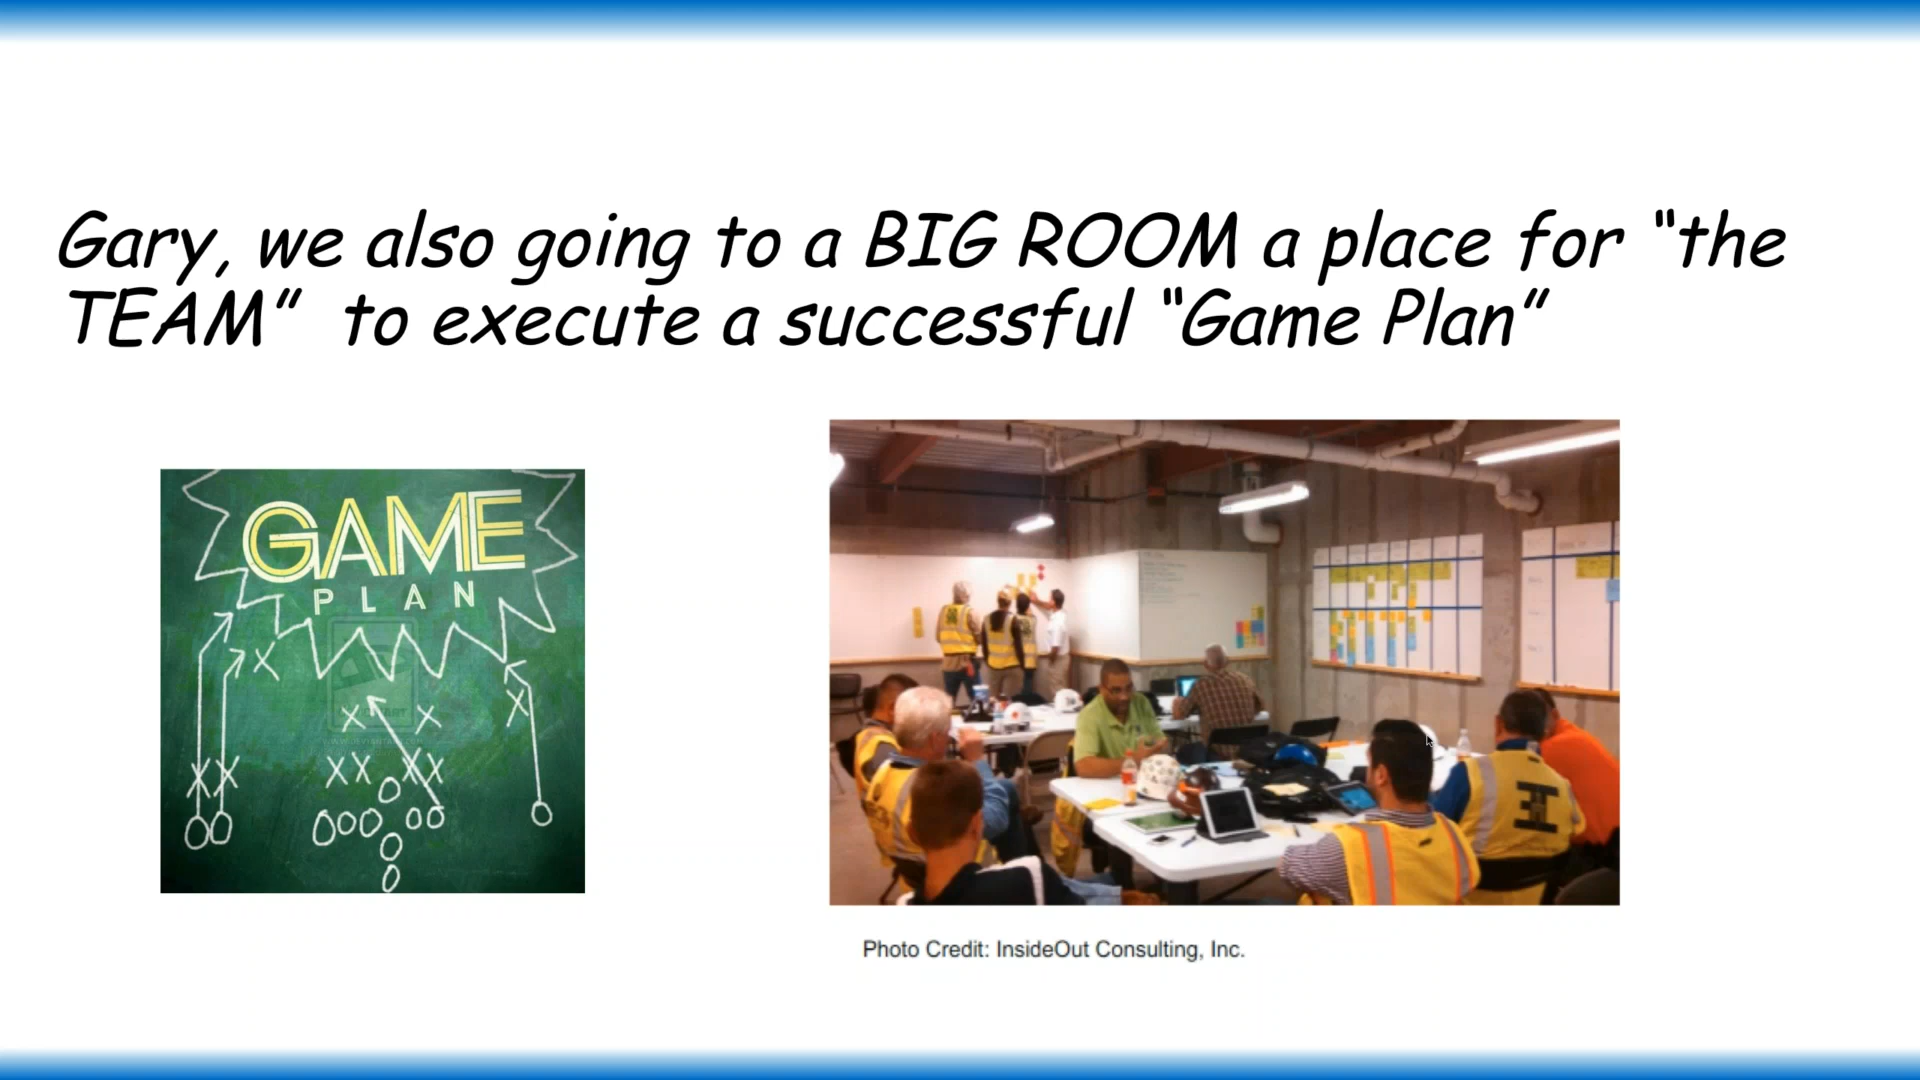 Gary, we also going to a BIG ROOM a place for “the
TEAM” to execute a successful “Game Plan”
GAME
PLAN
Photo Credit: InsideOut Consulting, Inc.